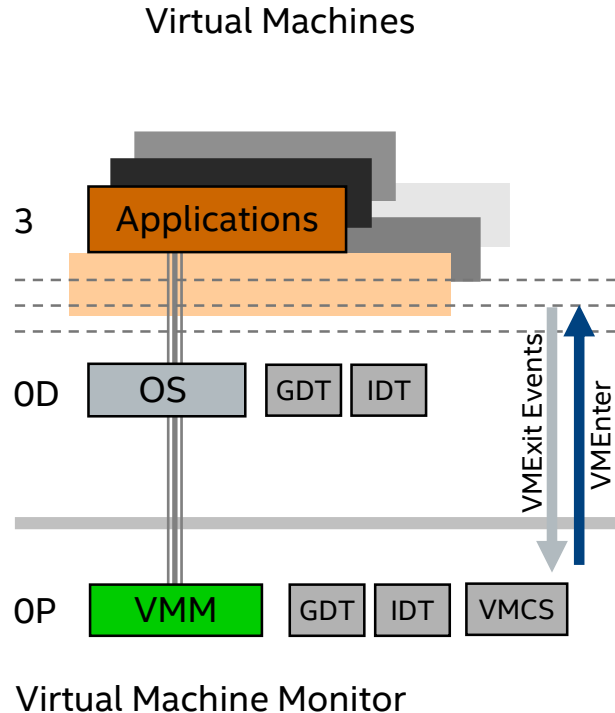 Virtual Machines
3
Applications
0D
OS
GDT
IDT
VMExit Events
VMEnter
0P
VMM
GDT
IDT
VMCS
Virtual Machine Monitor